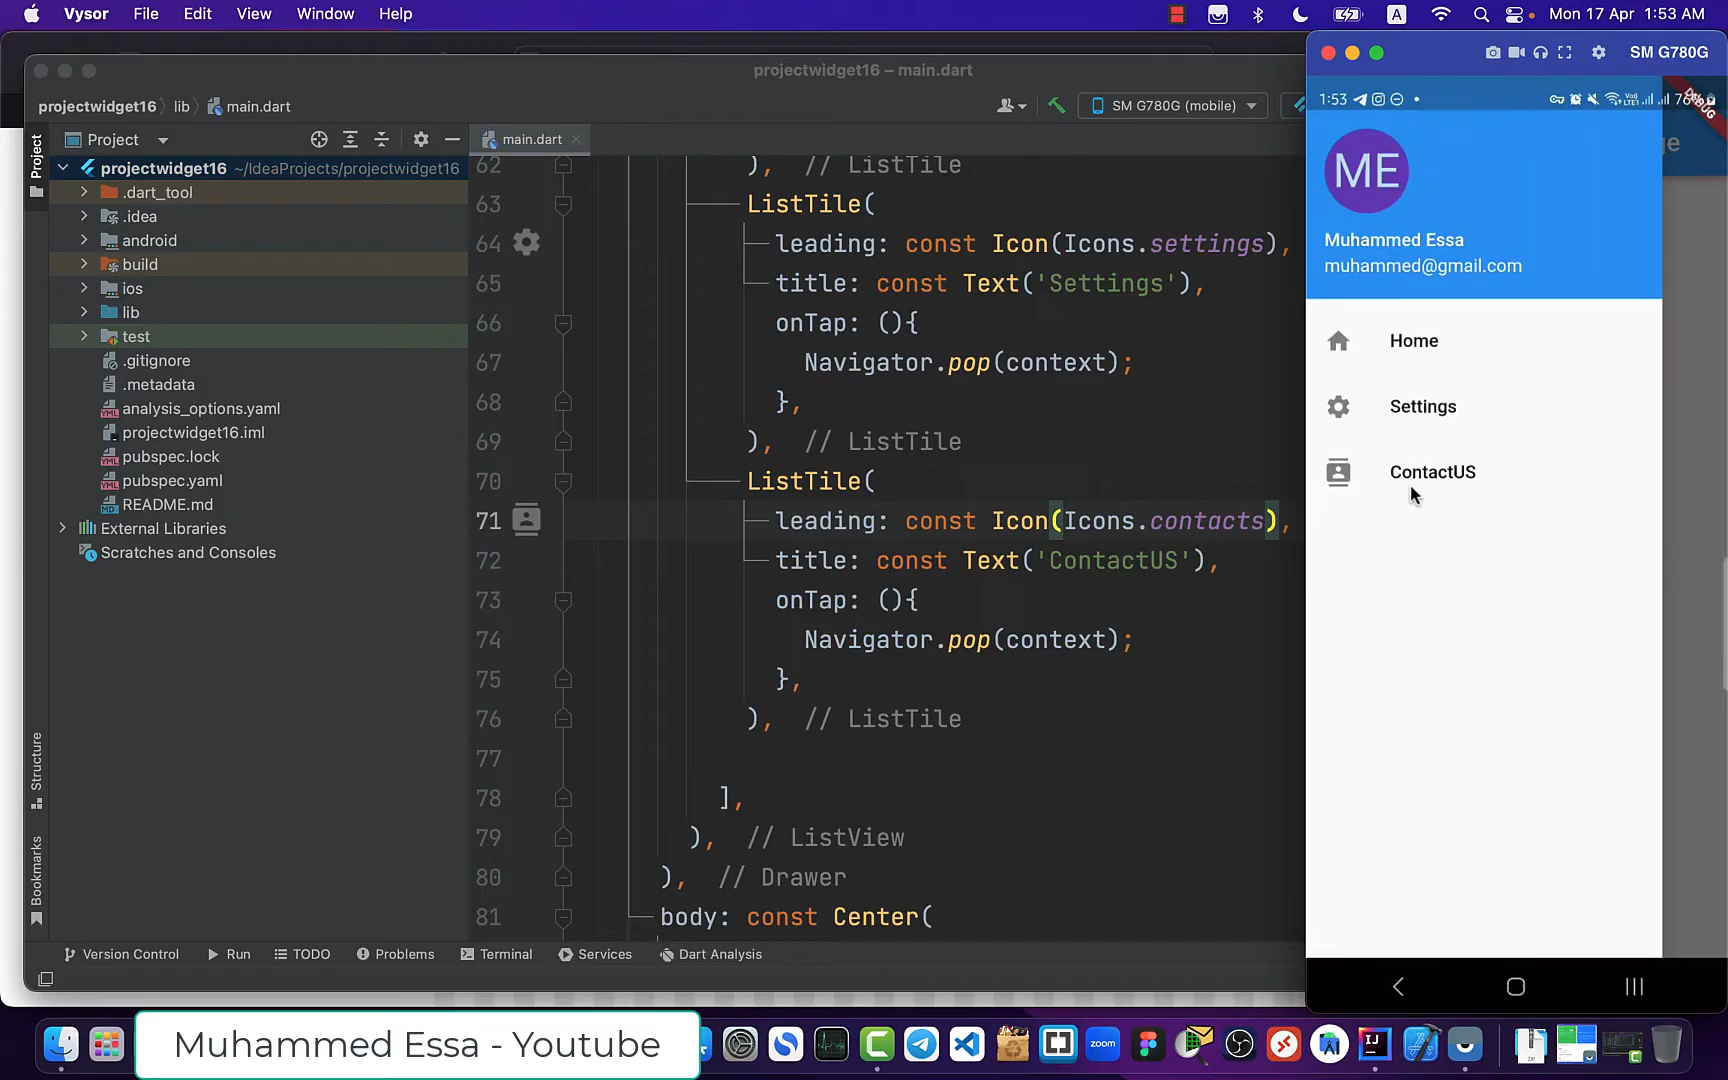 Vysor File Edit View Window Help
A Mon 17 Apr 1:53 AM
projectwidget16 – main.dart
SM G780G
projectwidget16 lib main.dart
SM G780G (mobile)
Project
main.dart
Project
projectwidget16 ~/IdeaProjects/projectwidget16
.dart_tool
.idea
android
build
ios
lib
test
.gitignore
.metadata
analysis_options.yaml
projectwidget16.iml
pubspec.lock
pubspec.yaml
README.md
External Libraries
Scratches and Consoles
Structure
Bookmarks
62 ), // ListTile
63 ListTile(
64 leading: const Icon(Icons.settings),
65 title: const Text('Settings'),
66 onTap: (){
67 Navigator.pop(context);
68 },
69 ), // ListTile
70 ListTile(
71 leading: const Icon(Icons.contacts),
72 title: const Text('ContactUS'),
73 onTap: (){
74 Navigator.pop(context);
75 },
76 ), // ListTile
77
78 ],
79 ), // ListView
80 ), // Drawer
81 body: const Center(
1:53
DEBUG
ME
Muhammed Essa
muhammed@gmail.com
Home
Settings
ContactUS
Version Control Run TODO Problems Terminal Services Dart Analysis
Muhammed Essa - Youtube
zoom
IJ